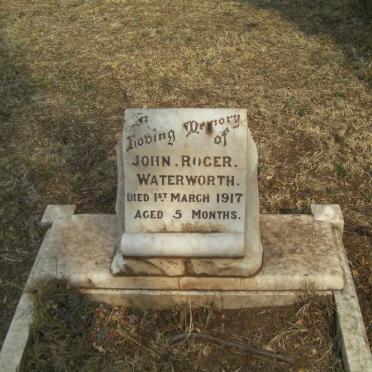 In
Loving Memory
of
JOHN ROGER.
WATERWORTH.
DIED 1ST MARCH 1917
AGED 5 MONTHS.